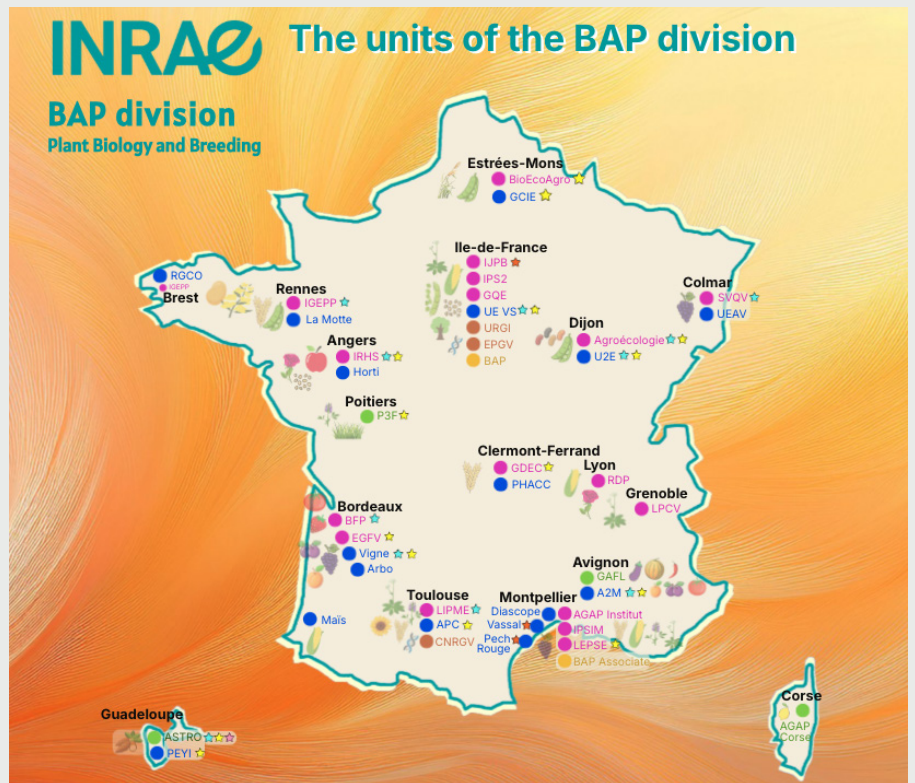 INRAE
The units of the BAP division
BAP division
Plant Biology and Breeding
Estrées-Mons
BioEcoAgro
GCIE
Ile-de-France
IJPB
IPS2
GQE
UE VS
URGI
EPGV
BAP
RGCO
IGEPP
Brest
Rennes
IGEPP
La Motte
Colmar
SVQV
UEAV
Dijon
Agroécologie
U2E
Angers
IRHS
Horti
Poitiers
P3F
Clermont-Ferrand
GDEC
PHACC
Lyon
RDP
Grenoble
LPCV
Bordeaux
BFP
EGFV
Vigne
Arbo
Maïs
Toulouse
LIPME
APC
CNRGV
Avignon
GAFL
A2M
Montpellier
Diascope
Vassal
Pech
Rouge
AGAP Institut
IPSIM
LEPSE
BAP Associate
Guadeloupe
ASTRO
PEYI
Corse
AGAP
Corse